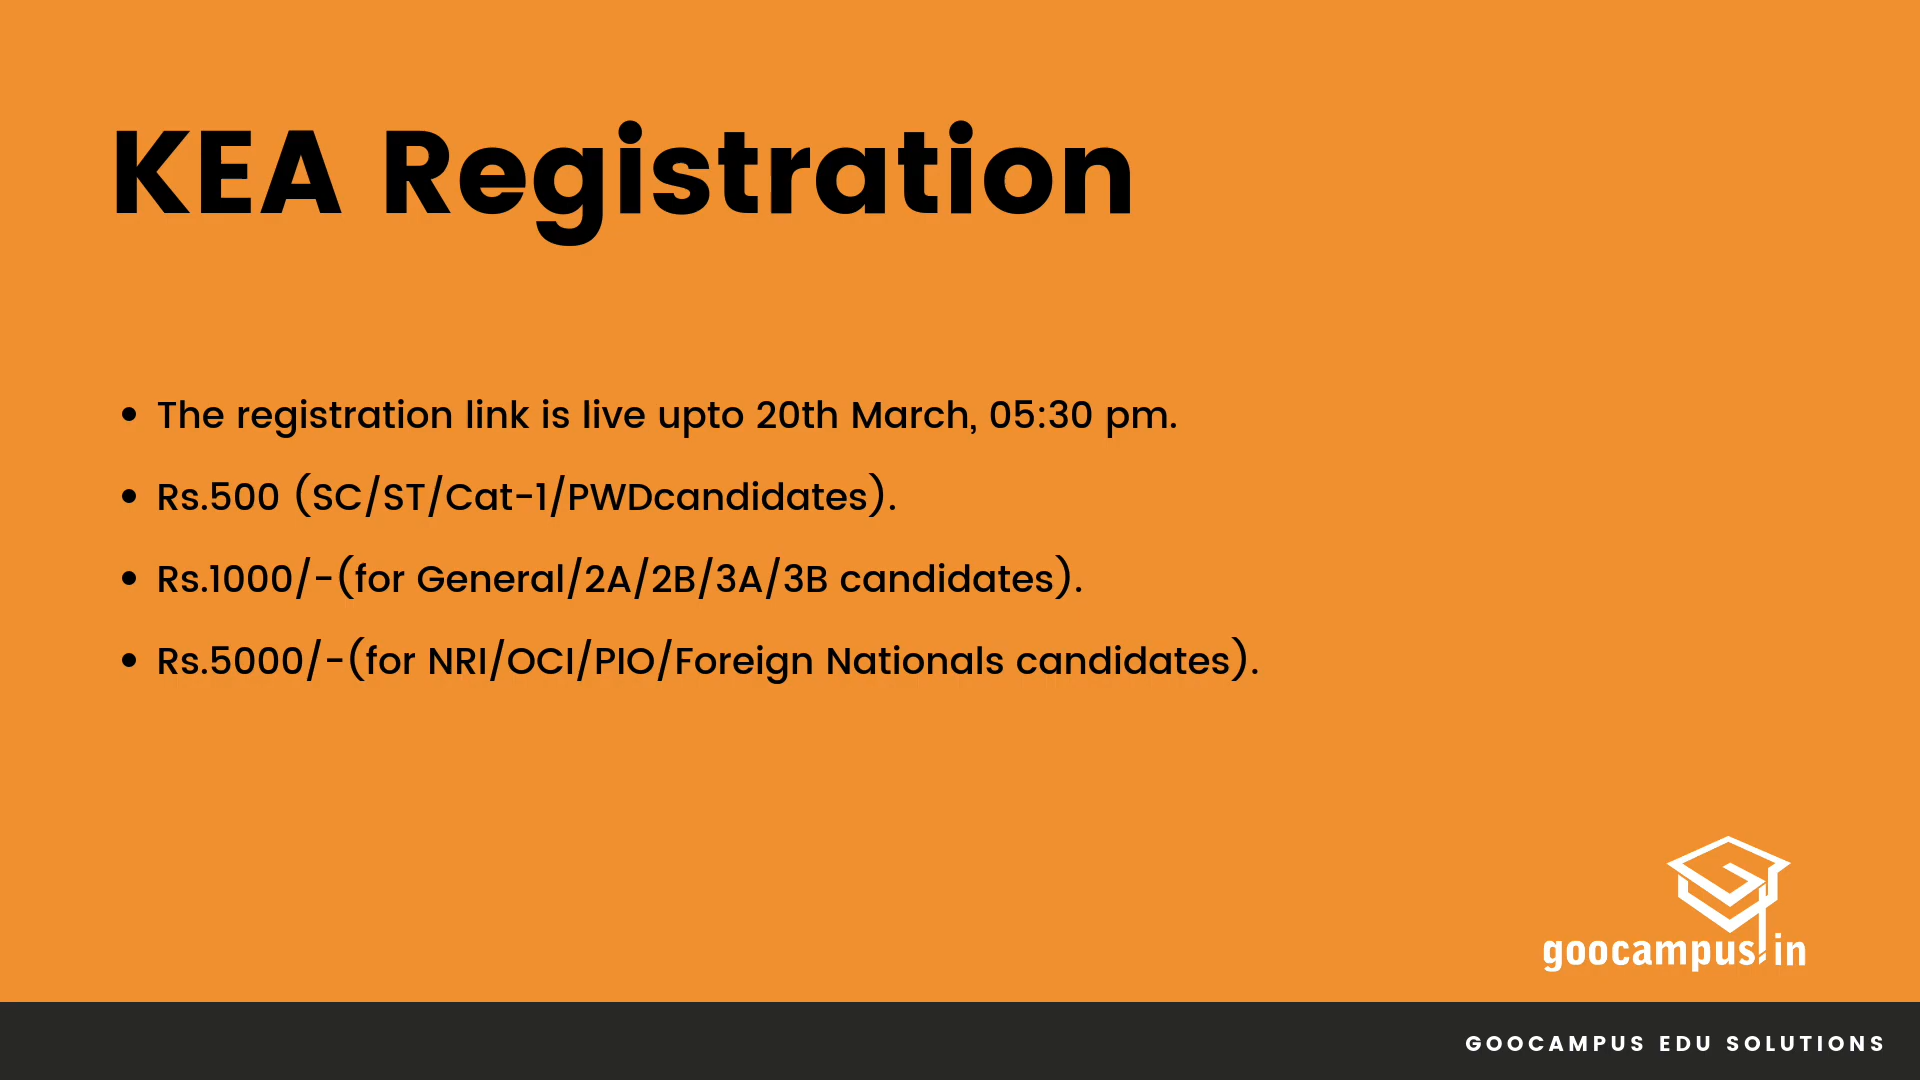 KEA Registration
• The registration link is live upto 20th March, 05:30 pm.
• Rs.500 (SC/ST/Cat-1/PWDcandidates).
• Rs.1000/-(for General/2A/2B/3A/3B candidates).
• Rs.5000/-(for NRI/OCI/PIO/Foreign Nationals candidates).
goocampus.in
GOOCAMPUS EDU SOLUTIONS